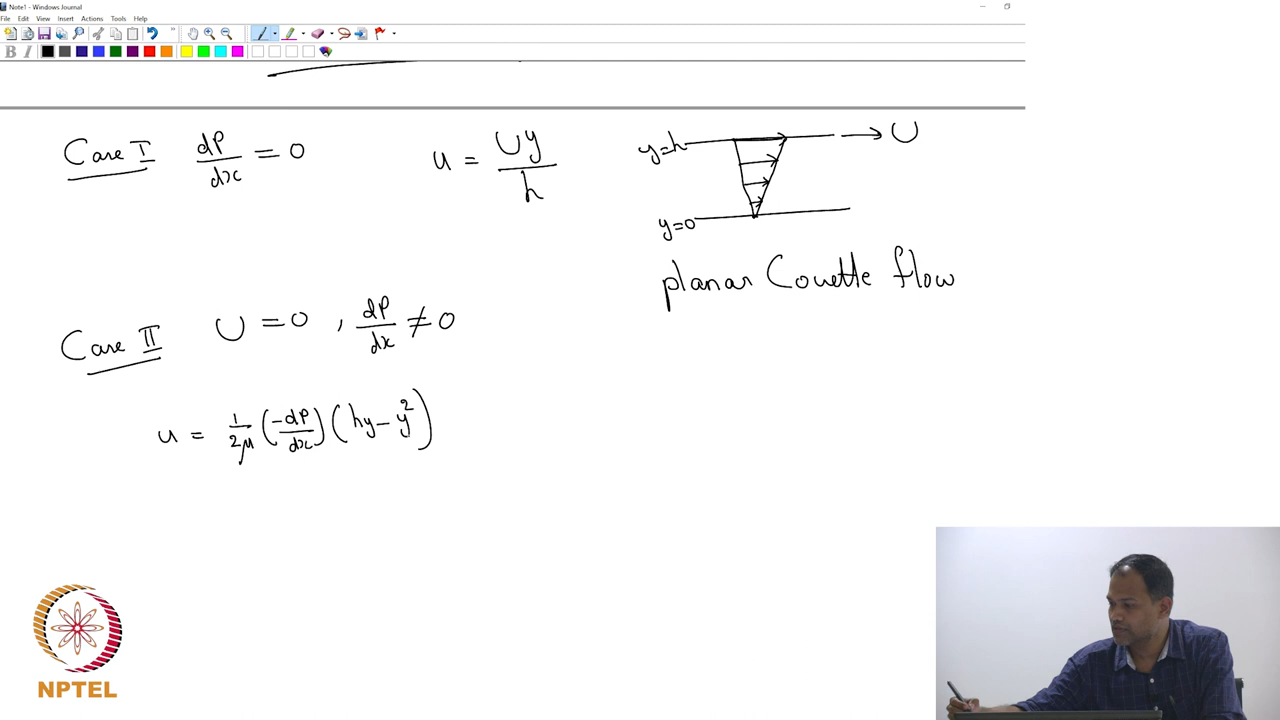 Note1 - Windows Journal
File Edit View Insert Actions Tools Help
B I
Case I dP/dx = 0 u = Uy/h y=h U
y=0
planar Couette flow
Case II U = 0 , dP/dx ≠ 0
u = 1/2μ (-dP/dx) (hy - y²)
NPTEL